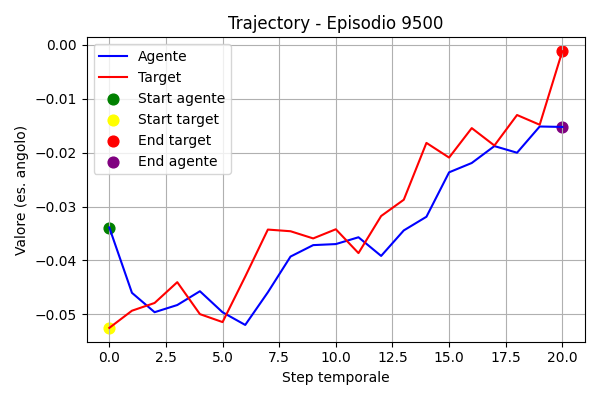 Trajectory - Episodio 9500
Agente
Target
Start agente
Start target
End target
End agente
Valore (es. angolo)
0.00
−0.01
−0.02
−0.03
−0.04
−0.05
0.0 2.5 5.0 7.5 10.0 12.5 15.0 17.5 20.0
Step temporale